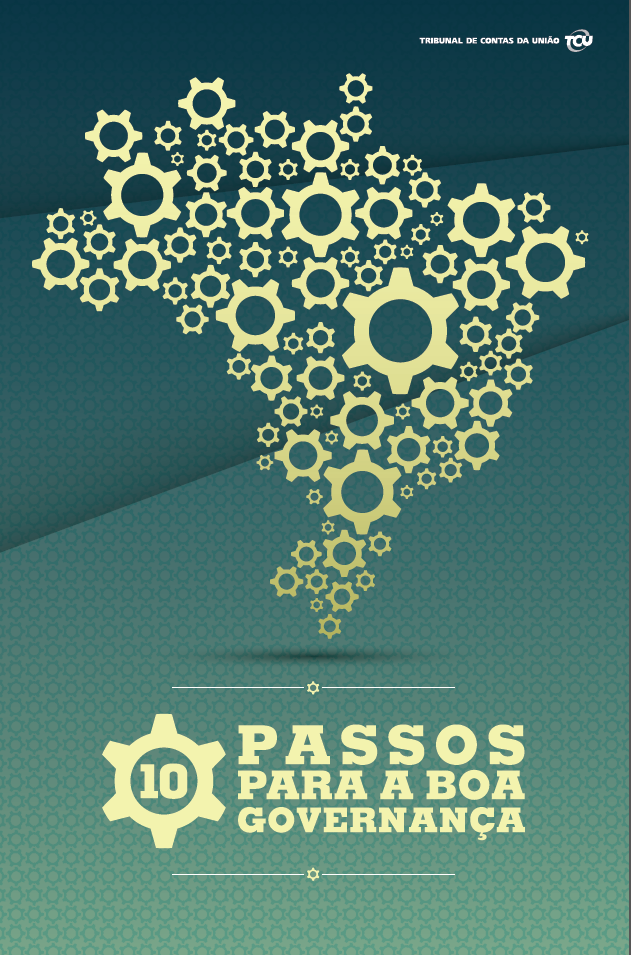 TRIBUNAL DE CONTAS DA UNIÃO TCU
10
PASSOS
PARA A BOA
GOVERNANÇA